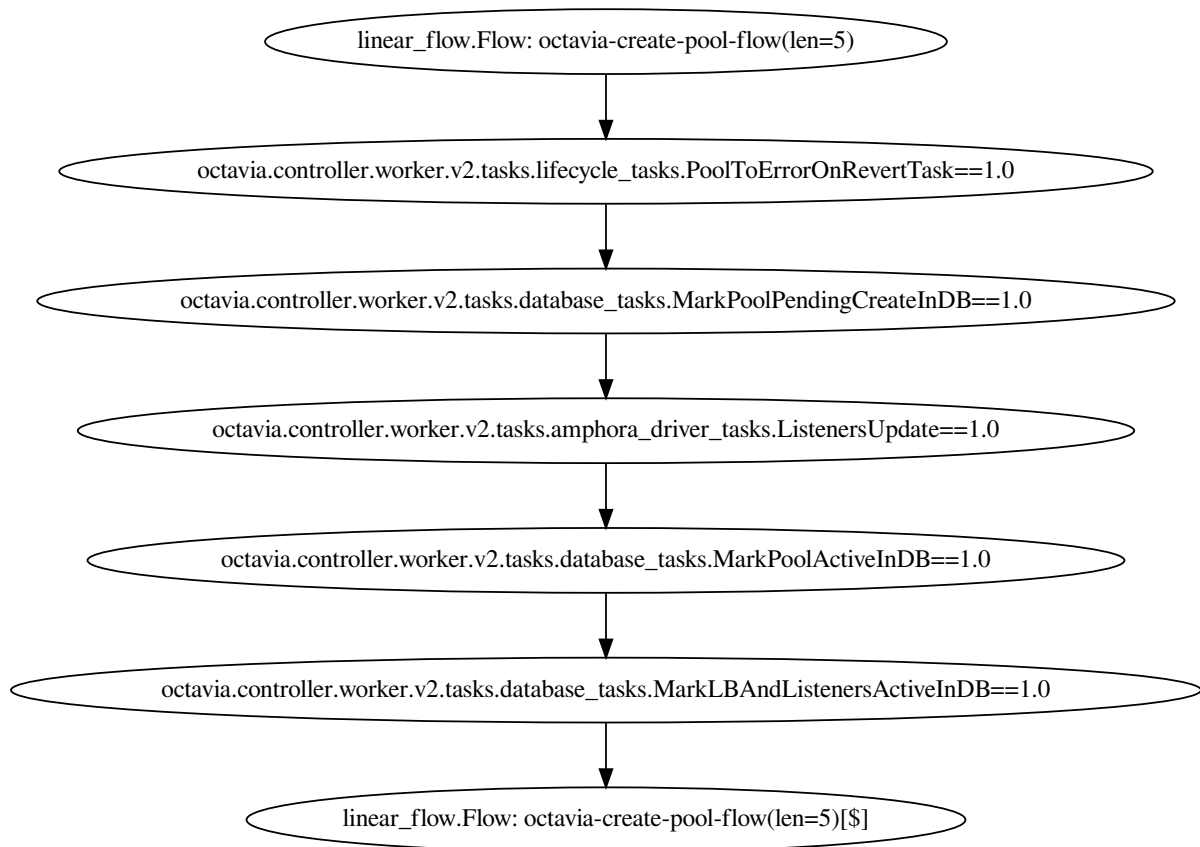 linear_flow.Flow: octavia-create-pool-flow(len=5)
octavia.controller.worker.v2.tasks.lifecycle_tasks.PoolToErrorOnRevertTask==1.0
octavia.controller.worker.v2.tasks.database_tasks.MarkPoolPendingCreateInDB==1.0
octavia.controller.worker.v2.tasks.amphora_driver_tasks.ListenersUpdate==1.0
octavia.controller.worker.v2.tasks.database_tasks.MarkPoolActiveInDB==1.0
octavia.controller.worker.v2.tasks.database_tasks.MarkLBAndListenersActiveInDB==1.0
linear_flow.Flow: octavia-create-pool-flow(len=5)[$]